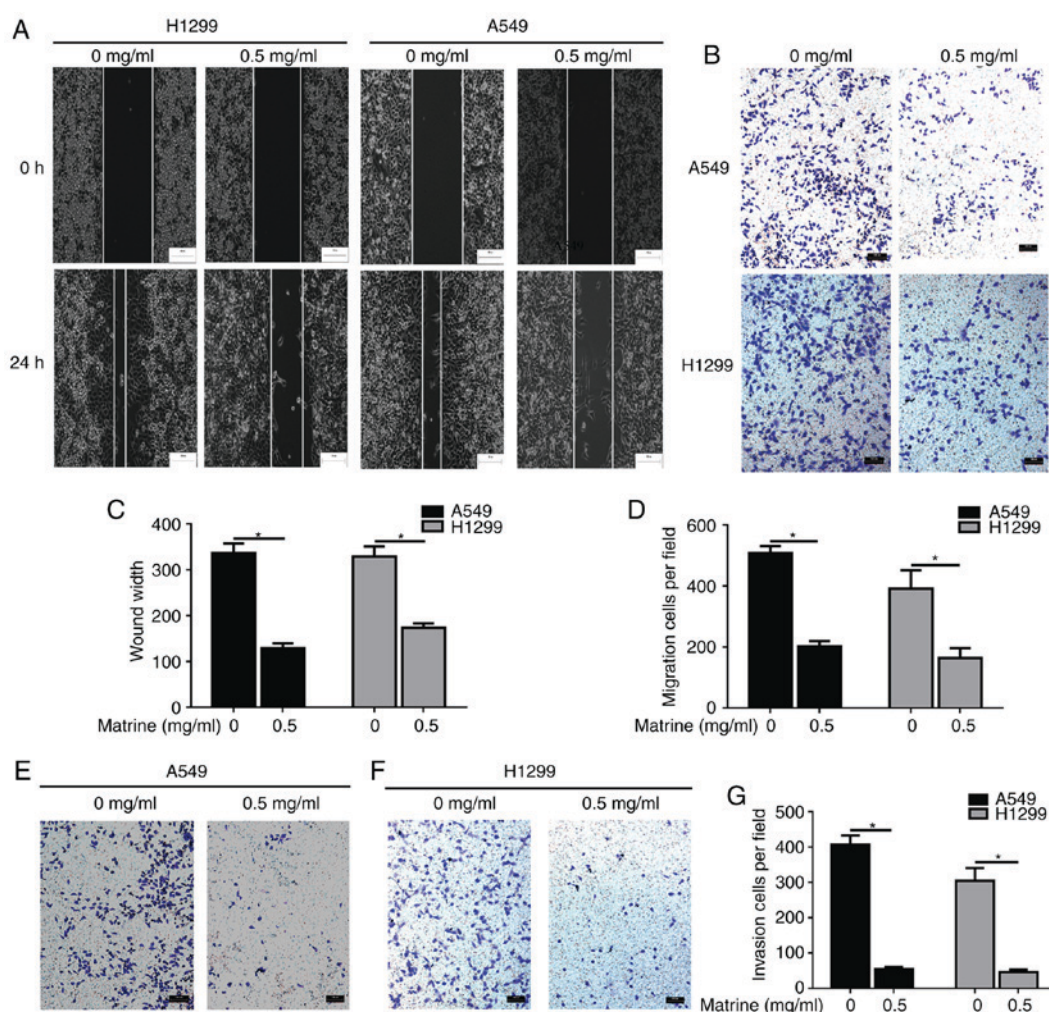 A
H1299
A549
0 mg/ml
0.5 mg/ml
0 mg/ml
0.5 mg/ml
0 h
24 h
B
0 mg/ml
0.5 mg/ml
A549
H1299
C
A549
H1299
Wound width
400
300
200
100
0
*
*
Matrine (mg/ml)
0
0.5
0
0.5
D
A549
H1299
Migration cells per field
600
400
200
0
*
*
Matrine (mg/ml)
0
0.5
0
0.5
E
A549
0 mg/ml
0.5 mg/ml
F
H1299
0 mg/ml
0.5 mg/ml
G
A549
H1299
Invasion cells per field
500
400
300
200
100
0
*
*
Matrine (mg/ml)
0
0.5
0
0.5